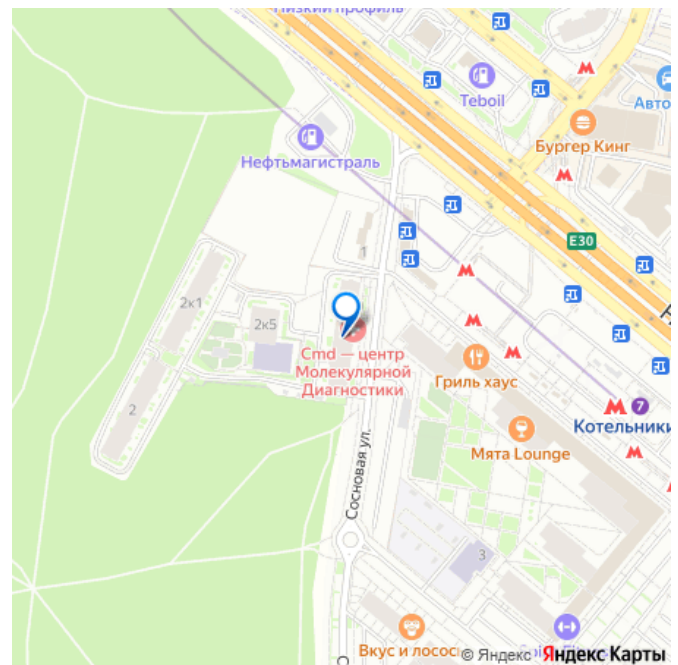 Низкий профиль
Teboil
Авто
Бургер Кинг
Нефтьмагистраль
E30
1
2к1
2к5
Cmd — центр
Молекулярной
Диагностики
Гриль хаус
7
Котельники
2
Мята Lounge
Сосновая ул.
3
Вкус и лосось
© Яндекс Яндекс Карты